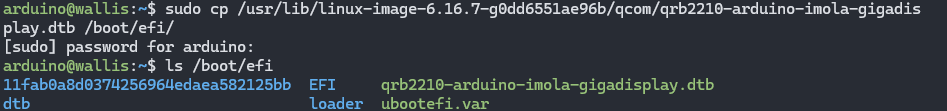 arduino@wallis:~$ sudo cp /usr/lib/linux-image-6.16.7-g0dd6551ae96b/qcom/qrb2210-arduino-imola-gigadis
play.dtb /boot/efi/
[sudo] password for arduino:
arduino@wallis:~$ ls /boot/efi
11fab0a8d0374256964edaea582125bb  EFI     qrb2210-arduino-imola-gigadisplay.dtb
dtb                               loader  ubootefi.var